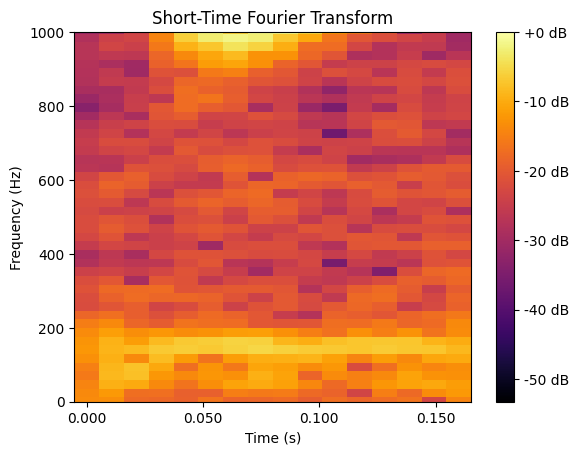 Short-Time Fourier Transform
1000
800
600
400
200
0
Frequency (Hz)
0.000
0.050
0.100
0.150
Time (s)
+0 dB
-10 dB
-20 dB
-30 dB
-40 dB
-50 dB